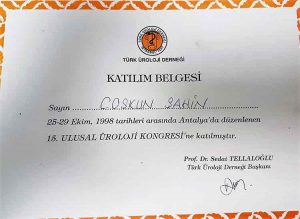 TÜRK ÜROLOJİ DERNEĞİ
KATILIM BELGESİ
Sayın COŞKUN ŞAHİN
25-29 Ekim, 1998 tarihleri arasında Antalya'da düzenlenen
15. ULUSAL ÜROLOJİ KONGRESİ'ne katılmıştır.
Prof. Dr. Sedat TELLALOĞLU
Türk Üroloji Derneği Başkanı